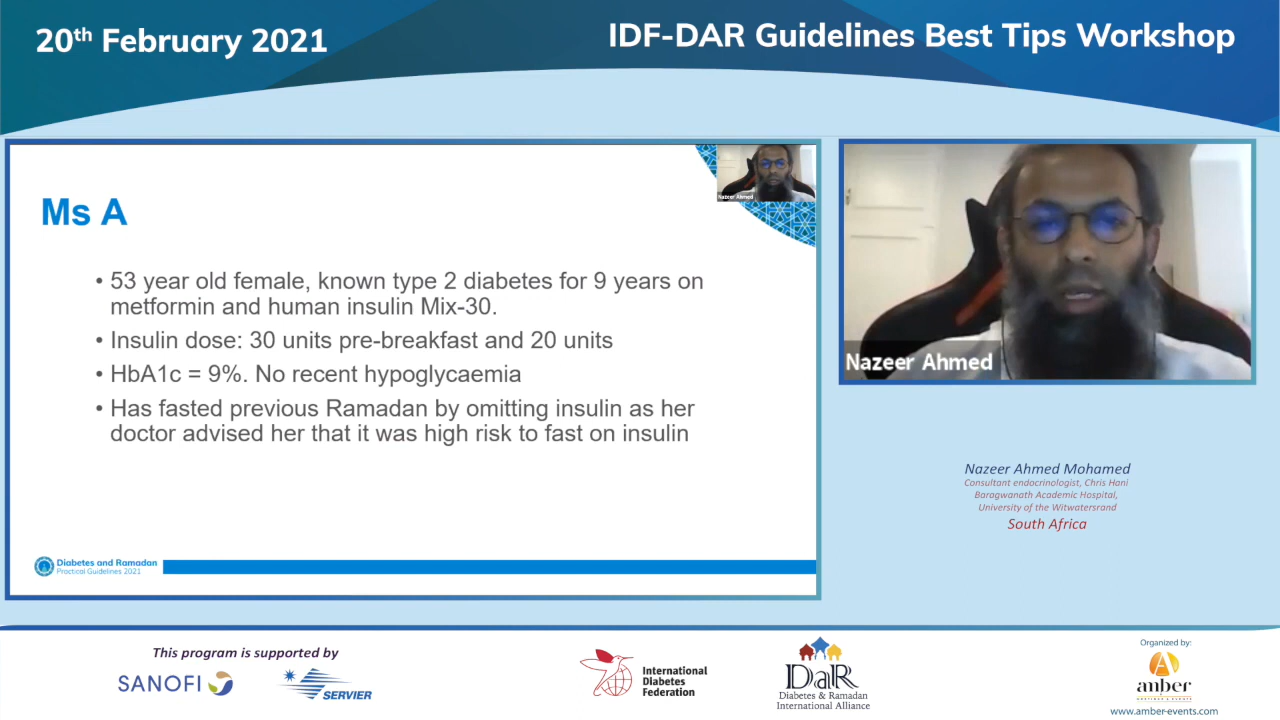 20th February 2021
IDF-DAR Guidelines Best Tips Workshop
Ms A
• 53 year old female, known type 2 diabetes for 9 years on
metformin and human insulin Mix-30.
• Insulin dose: 30 units pre-breakfast and 20 units
• HbA1c = 9%. No recent hypoglycaemia
• Has fasted previous Ramadan by omitting insulin as her
doctor advised her that it was high risk to fast on insulin
Nazeer Ahmed
Diabetes and Ramadan
Practical Guidelines 2021
Nazeer Ahmed
Nazeer Ahmed Mohamed
Consultant endocrinologist, Chris Hani
Baragwanath Academic Hospital,
University of the Witwatersrand
South Africa
This program is supported by
SANOFI
SERVIER
International
Diabetes
Federation
DaR
Diabetes & Ramadan
International Alliance
Organized by:
anber
www.amber-events.com